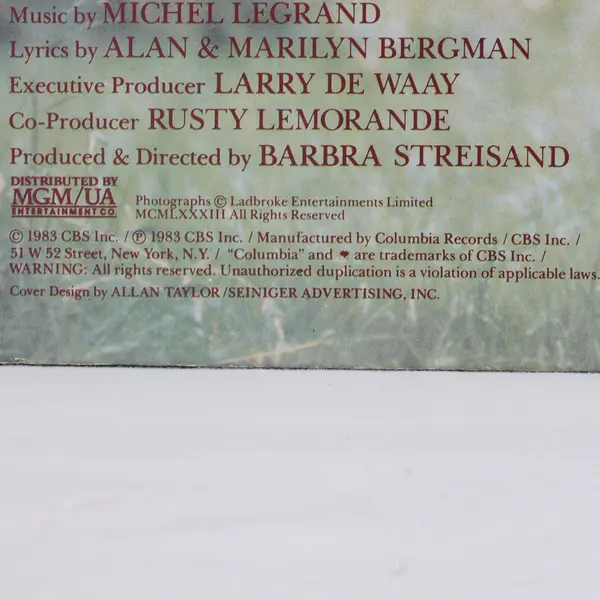 Music by MICHEL LEGRAND
Lyrics by ALAN & MARILYN BERGMAN
Executive Producer LARRY DE WAAY
Co-Producer RUSTY LEMORANDE
Produced & Directed by BARBRA STREISAND
DISTRIBUTED BY
MGM/UA
ENTERTAINMENT CO.
Photographs © Ladbroke Entertainments Limited
MCMLXXXIII All Rights Reserved
© 1983 CBS Inc. / ℗ 1983 CBS Inc. / Manufactured by Columbia Records / CBS Inc. /
51 W 52 Street, New York, N.Y. / "Columbia" and ❤ are trademarks of CBS Inc. /
WARNING: All rights reserved. Unauthorized duplication is a violation of applicable laws.
Cover Design by ALLAN TAYLOR/SEINIGER ADVERTISING, INC.